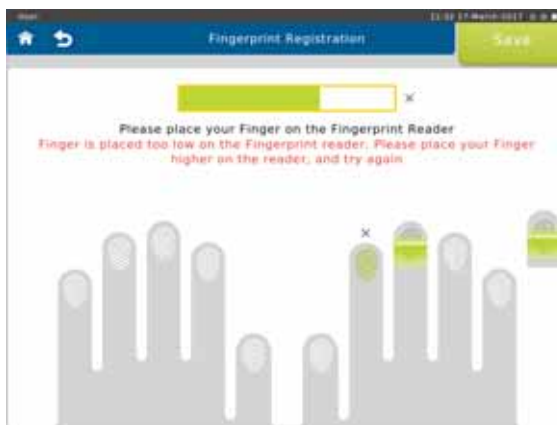 Fingerprint Registration
Save
Please place your Finger on the Fingerprint Reader
Finger is placed too low on the Fingerprint reader. Please place your Finger
higher on the reader, and try again